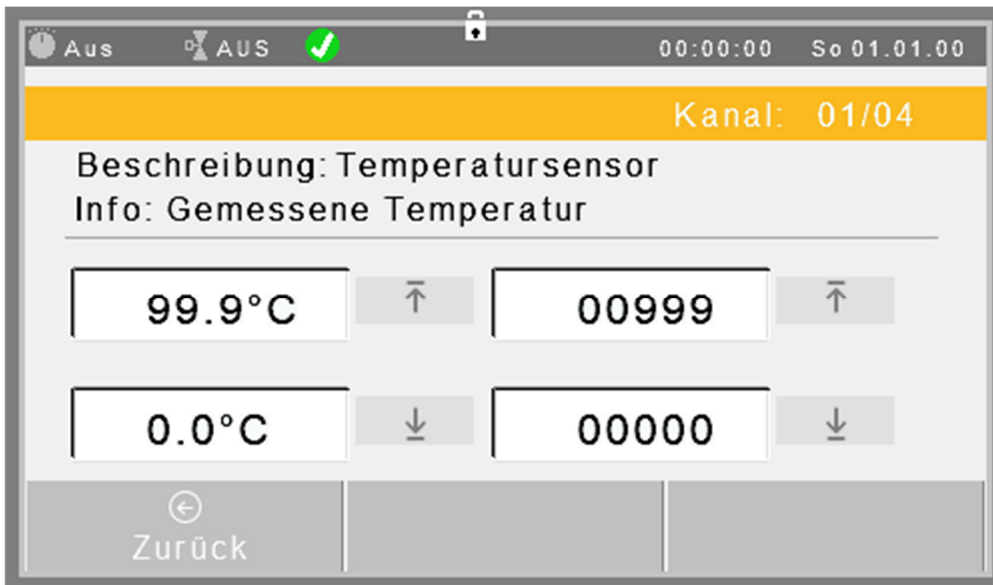 Aus AUS 00:00:00 So 01.01.00
Kanal: 01/04
Beschreibung: Temperatursensor
Info: Gemessene Temperatur
99.9°C 00999
0.0°C 00000
Zurück